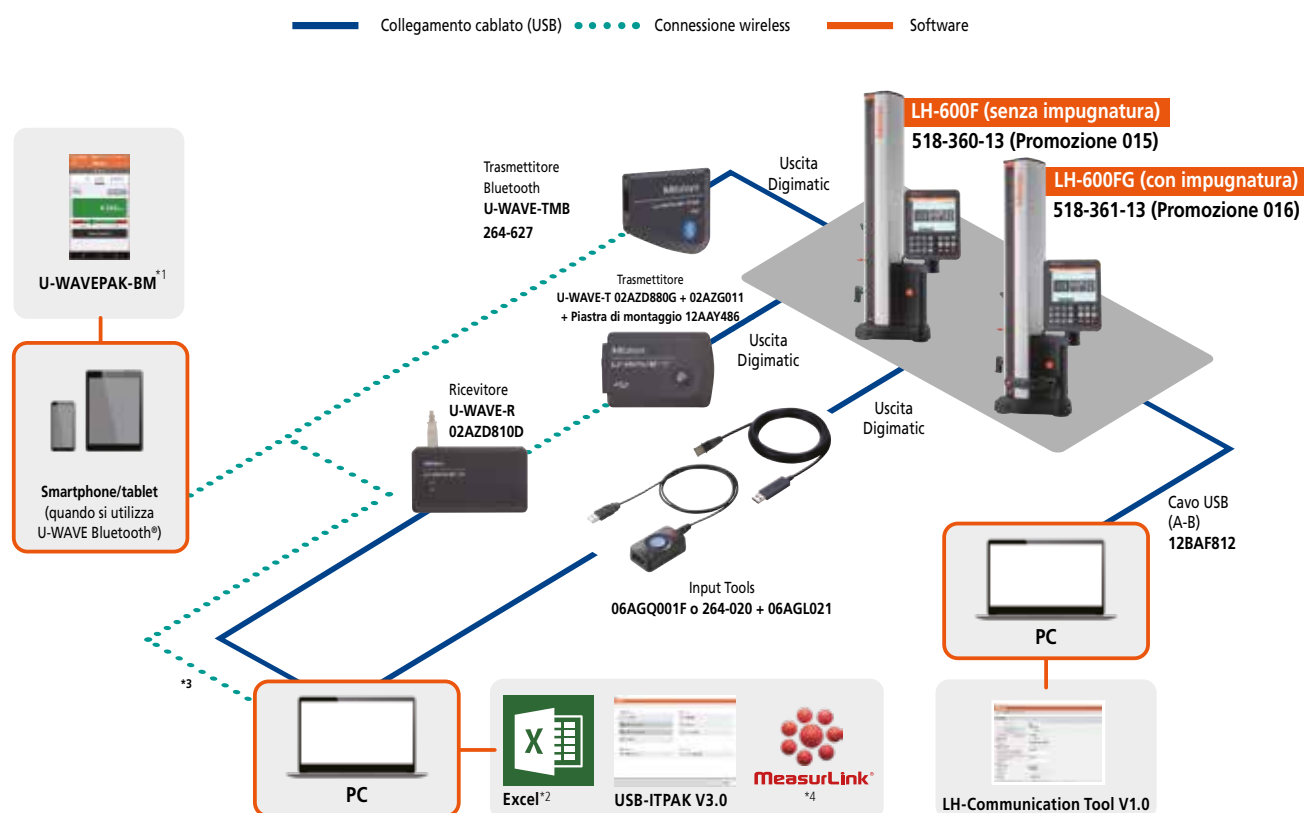 Collegamento cablato (USB)
Connessione wireless
Software
LH-600F (senza impugnatura)
518-360-13 (Promozione 015)
LH-600FG (con impugnatura)
518-361-13 (Promozione 016)
Trasmettitore
Bluetooth
U-WAVE-TMB
264-627
Uscita
Digimatic
U-WAVEPAK-BM*1
Trasmettitore
U-WAVE-T 02AZD880G + 02AZG011
+ Piastra di montaggio 12AAY486
Uscita
Digimatic
Ricevitore
U-WAVE-R
02AZD810D
Uscita
Digimatic
Smartphone/tablet
(quando si utilizza
U-WAVE Bluetooth®)
Cavo USB
(A-B)
12BAF812
Input Tools
06AGQ001F o 264-020 + 06AGL021
PC
*3
PC
Excel*2
USB-ITPAK V3.0
MeasurLink®
*4
LH-Communication Tool V1.0